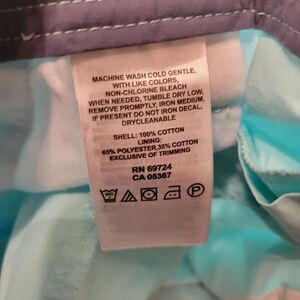 MACHINE WASH COLD GENTLE,
WITH LIKE COLORS,
NON-CHLORINE BLEACH
WHEN NEEDED, TUMBLE DRY LOW,
REMOVE PROMPTLY, IRON MEDIUM,
IF PRESENT DO NOT IRON DECAL,
DRYCLEANABLE
SHELL: 100% COTTON
LINING:
65% POLYESTER,35% COTTON
EXCLUSIVE OF TRIMMING
RN 69724
CA 05367
P